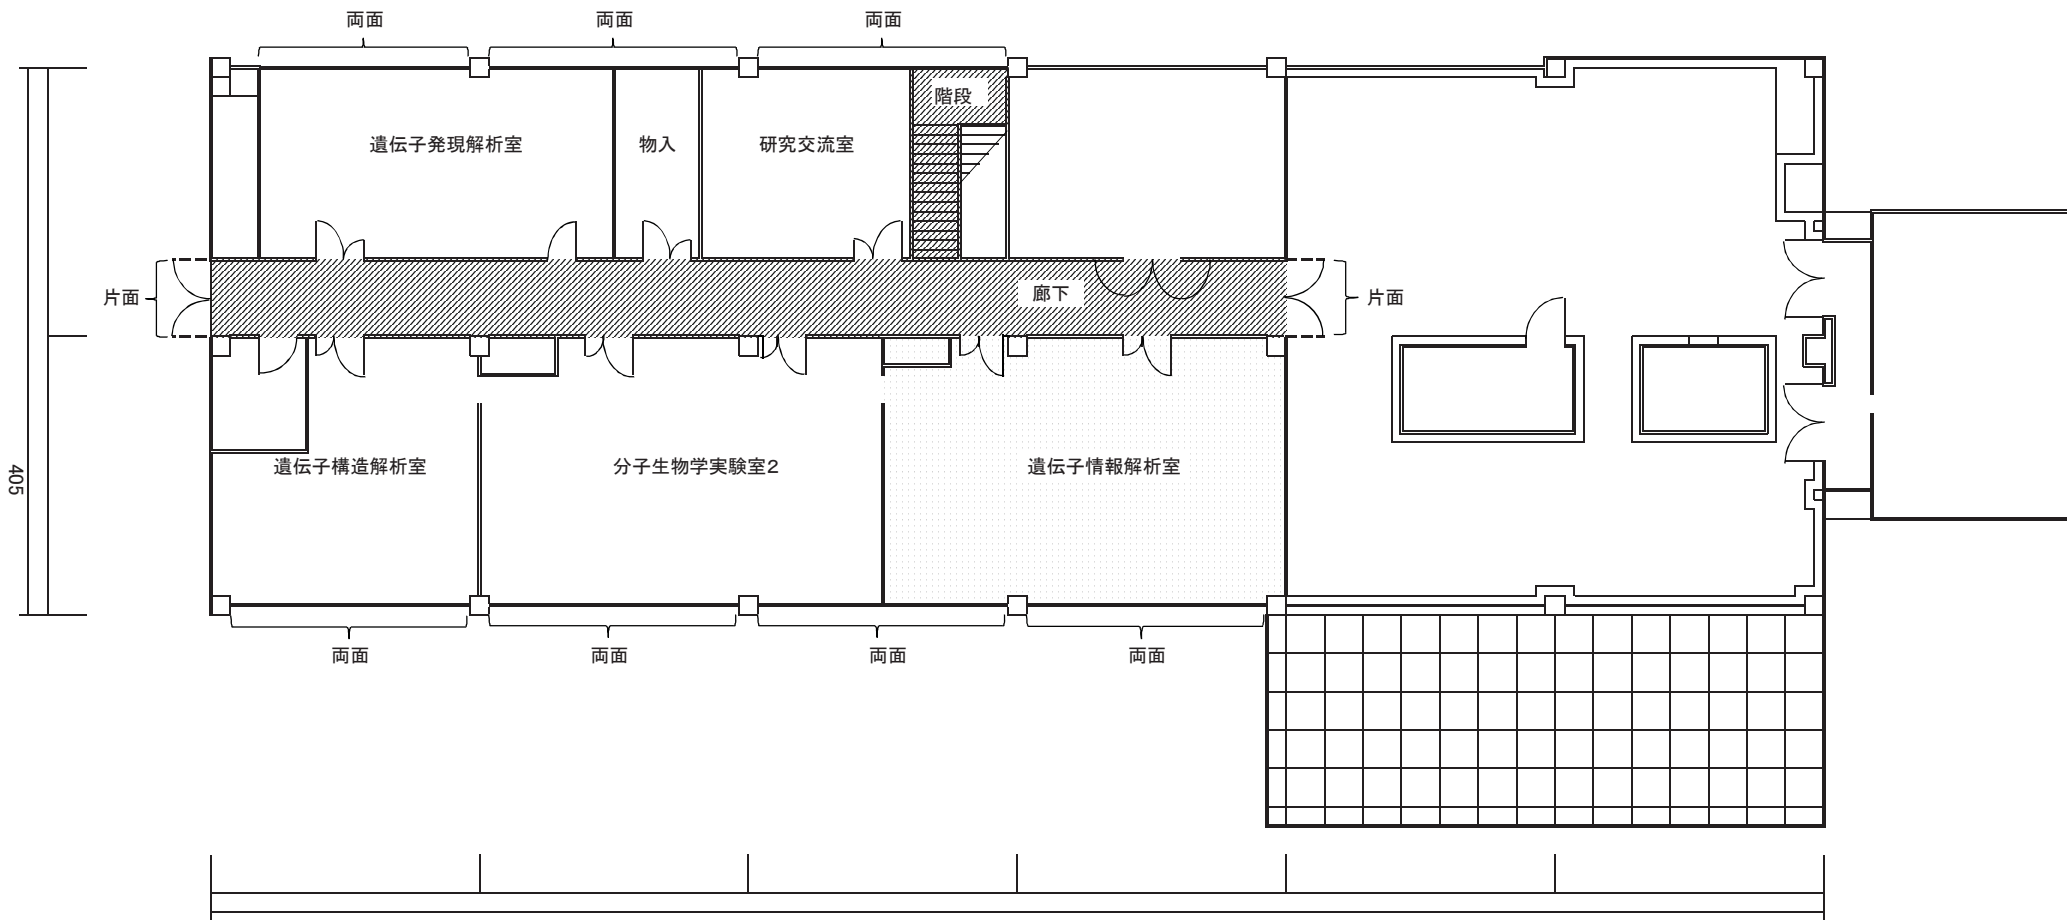 両面
両面
両面
階段
遺伝子発現解析室
物入
研究交流室
片面
廊下
片面
405
遺伝子構造解析室
分子生物学実験室2
遺伝子情報解析室
両面
両面
両面
両面